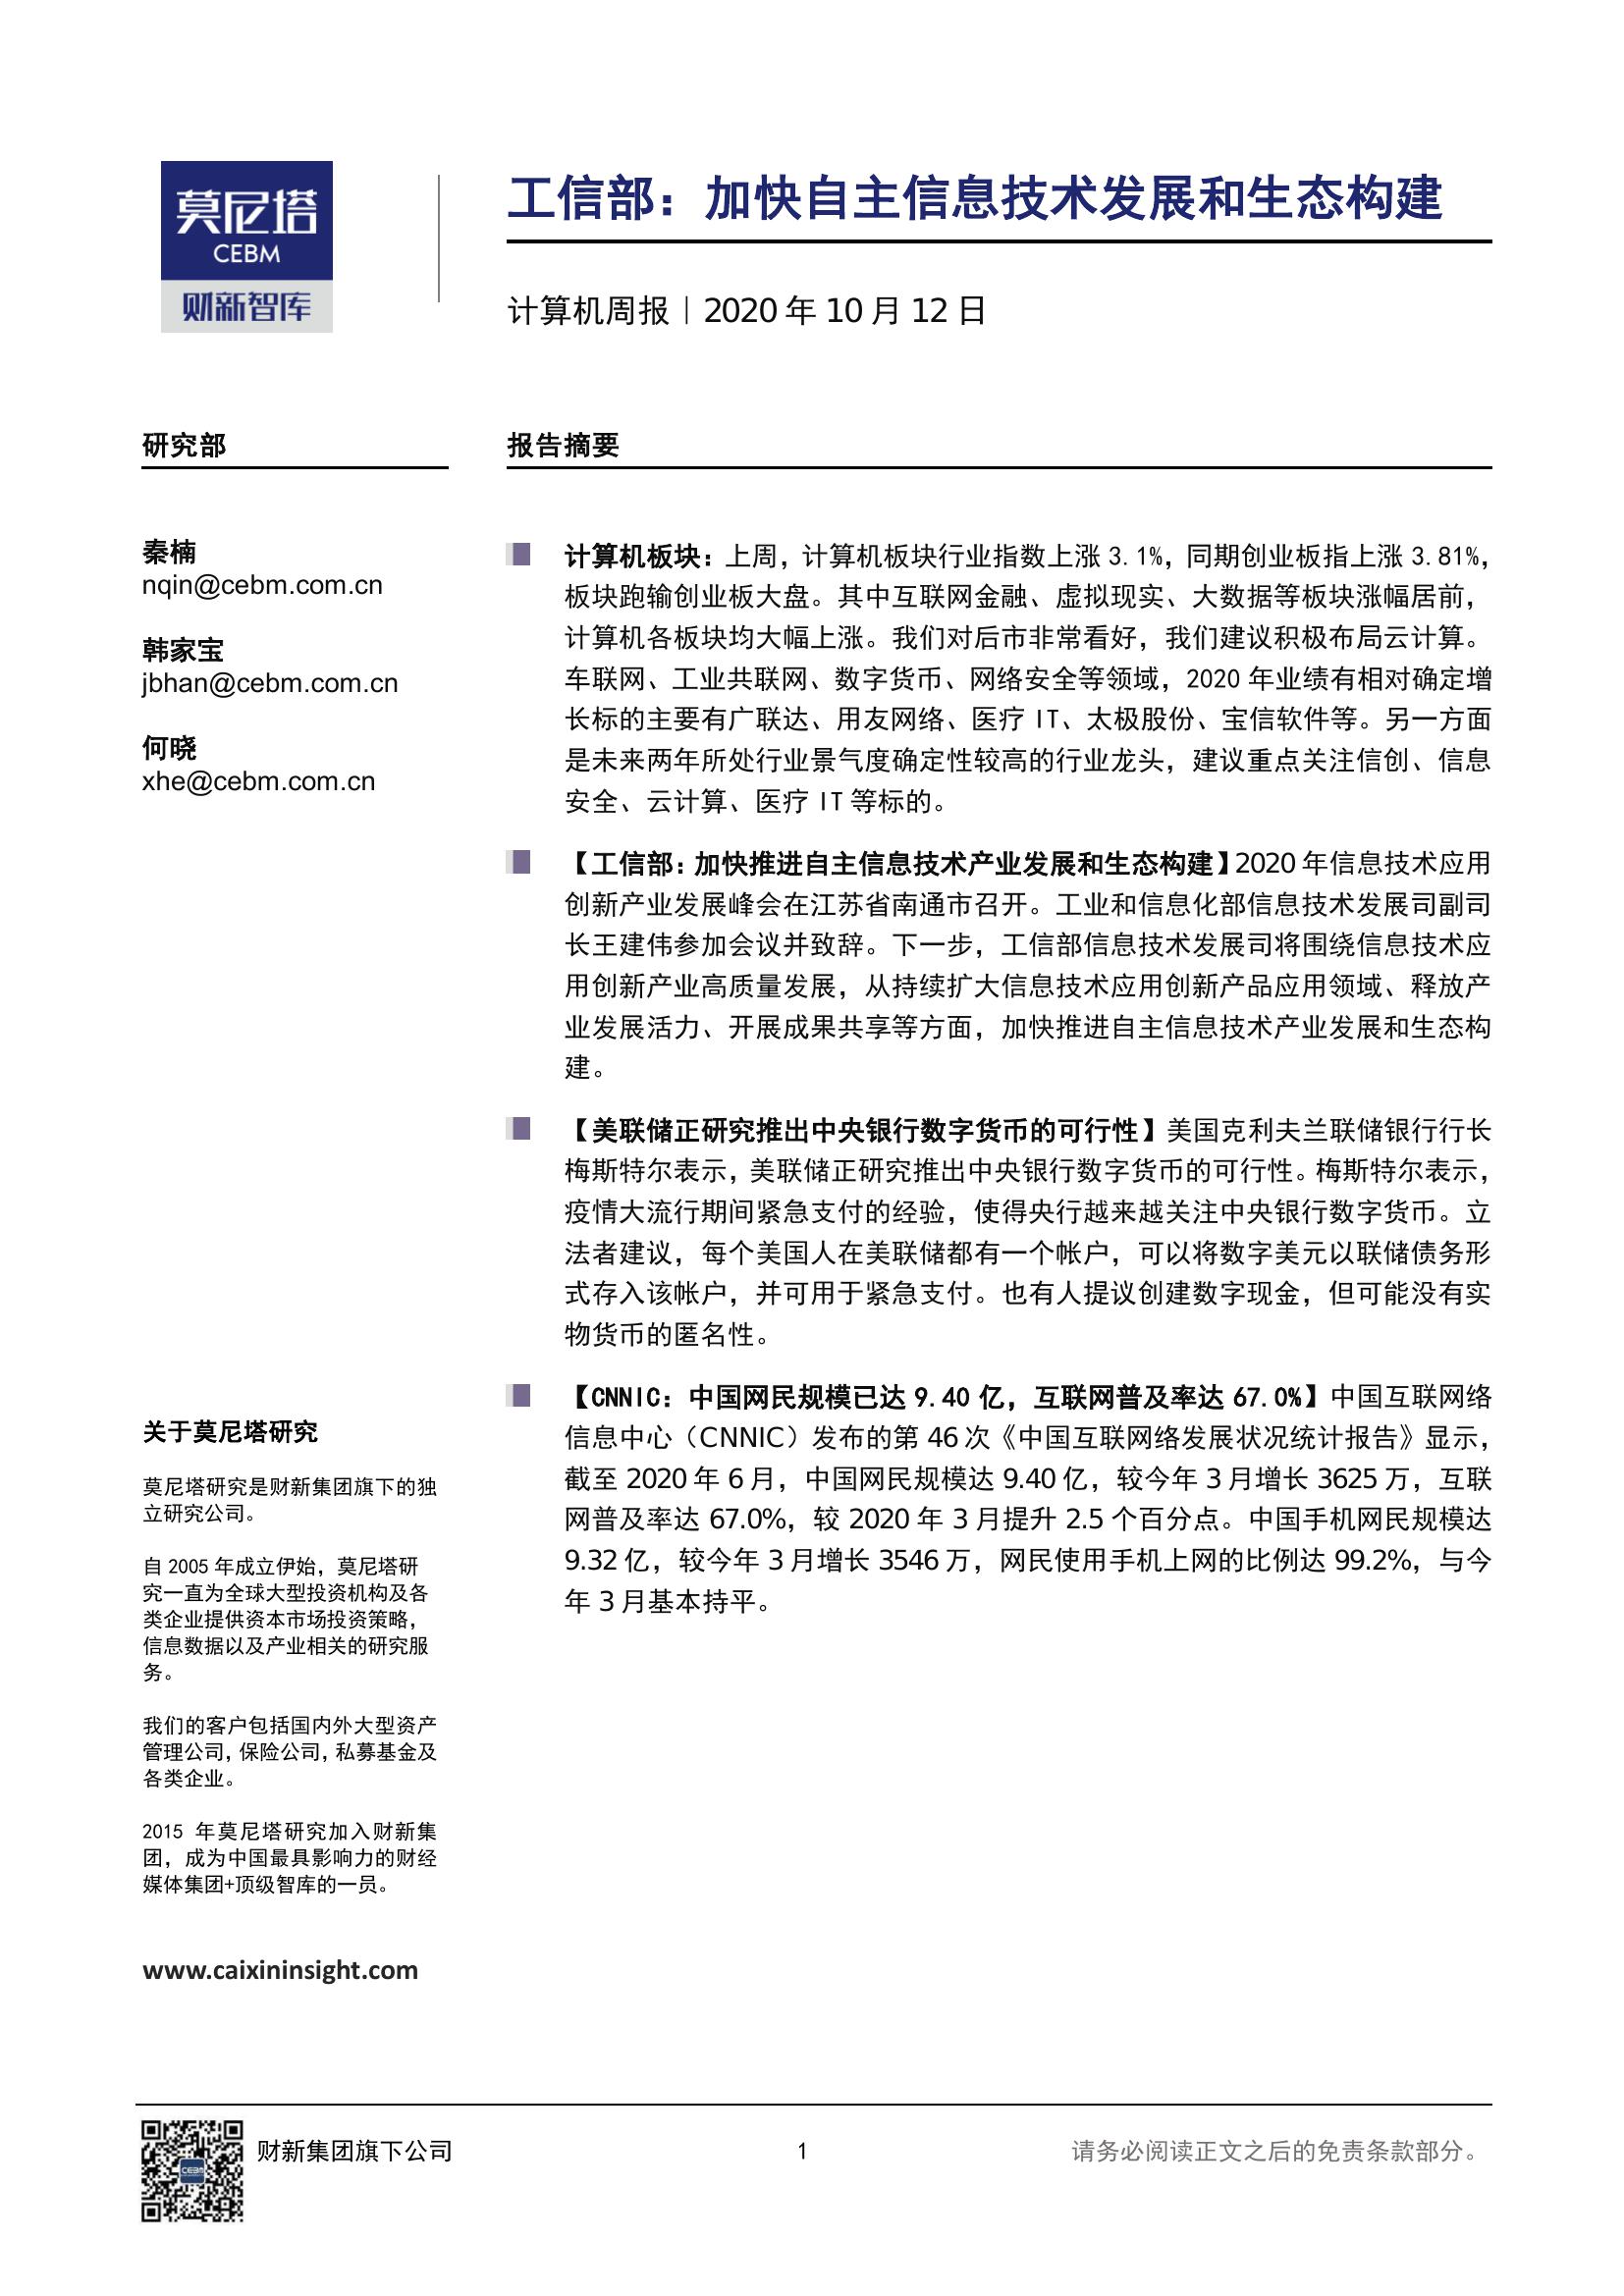 莫尼塔
CEBM
财新智库
工信部：加快自主信息技术发展和生态构建
计算机周报｜2020 年 10 月 12 日
研究部
秦楠
nqin@cebm.com.cn
韩家宝
jbhan@cebm.com.cn
何晓
xhe@cebm.com.cn
关于莫尼塔研究
莫尼塔研究是财新集团旗下的独
立研究公司。
自 2005 年成立伊始，莫尼塔研
究一直为全球大型投资机构及各
类企业提供资本市场投资策略，
信息数据以及产业相关的研究服
务。
我们的客户包括国内外大型资产
管理公司，保险公司，私募基金及
各类企业。
2015 年莫尼塔研究加入财新集
团，成为中国最具影响力的财经
媒体集团+顶级智库的一员。
www.caixininsight.com
报告摘要
计算机板块：上周，计算机板块行业指数上涨 3.1%，同期创业板指上涨 3.81%，
板块跑输创业板大盘。其中互联网金融、虚拟现实、大数据等板块涨幅居前，
计算机各板块均大幅上涨。我们对后市非常看好，我们建议积极布局云计算。
车联网、工业共联网、数字货币、网络安全等领域，2020 年业绩有相对确定增
长标的主要有广联达、用友网络、医疗 IT、太极股份、宝信软件等。另一方面
是未来两年所处行业景气度确定性较高的行业龙头，建议重点关注信创、信息
安全、云计算、医疗 IT 等标的。
【工信部：加快推进自主信息技术产业发展和生态构建】2020 年信息技术应用
创新产业发展峰会在江苏省南通市召开。工业和信息化部信息技术发展司副司
长王建伟参加会议并致辞。下一步，工信部信息技术发展司将围绕信息技术应
用创新产业高质量发展，从持续扩大信息技术应用创新产品应用领域、释放产
业发展活力、开展成果共享等方面，加快推进自主信息技术产业发展和生态构
建。
【美联储正研究推出中央银行数字货币的可行性】美国克利夫兰联储银行行长
梅斯特尔表示，美联储正研究推出中央银行数字货币的可行性。梅斯特尔表示，
疫情大流行期间紧急支付的经验，使得央行越来越关注中央银行数字货币。立
法者建议，每个美国人在美联储都有一个帐户，可以将数字美元以联储债务形
式存入该帐户，并可用于紧急支付。也有人提议创建数字现金，但可能没有实
物货币的匿名性。
【CNNIC：中国网民规模已达 9.40 亿，互联网普及率达 67.0%】中国互联网络
信息中心（CNNIC）发布的第 46 次《中国互联网络发展状况统计报告》显示，
截至 2020 年 6 月，中国网民规模达 9.40 亿，较今年 3 月增长 3625 万，互联
网普及率达 67.0%，较 2020 年 3 月提升 2.5 个百分点。中国手机网民规模达
9.32 亿，较今年 3 月增长 3546 万，网民使用手机上网的比例达 99.2%，与今
年 3 月基本持平。
CEBM
财新集团旗下公司
1
请务必阅读正文之后的免责条款部分。